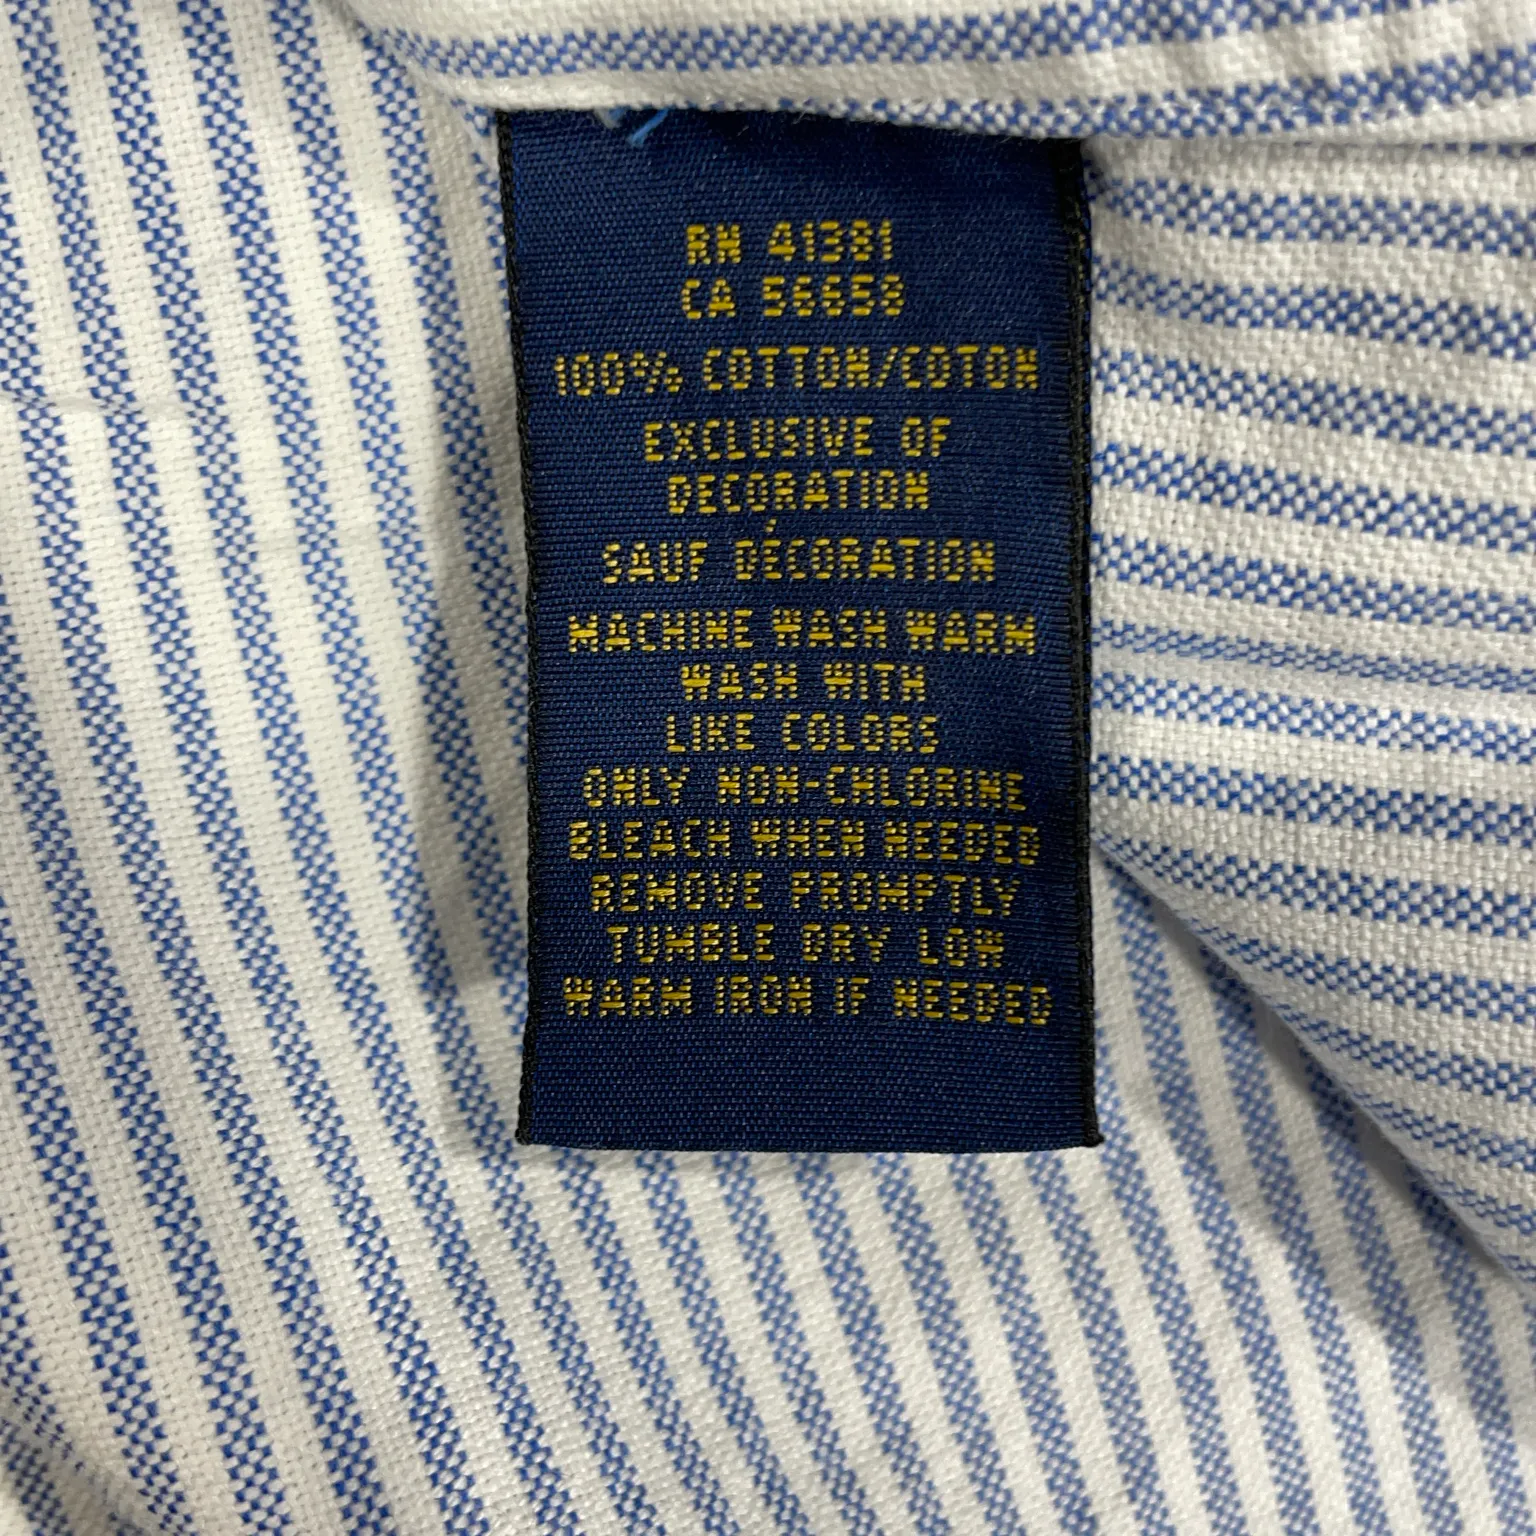 RN 41381
CA 56658
100% COTTON/COTON
EXCLUSIVE OF
DECORATION
SAUF DÉCORATION
MACHINE WASH WARM
WASH WITH
LIKE COLORS
ONLY NON-CHLORINE
BLEACH WHEN NEEDED
REMOVE PROMPTLY
TUMBLE DRY LOW
WARM IRON IF NEEDED